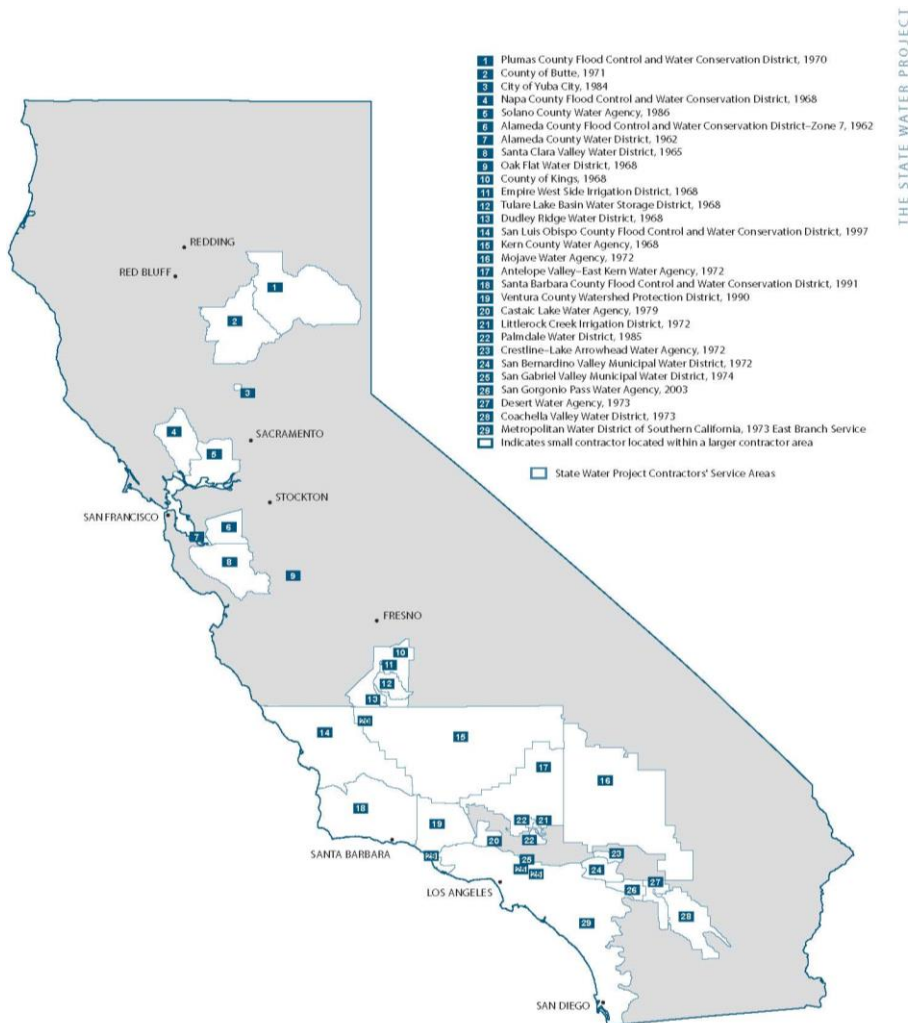 THE STATE WATER PROJECT
1 Plumas County Flood Control and Water Conservation District, 1970
2 County of Butte, 1971
3 City of Yuba City, 1984
4 Napa County Flood Control and Water Conservation District, 1968
5 Solano County Water Agency, 1986
6 Alameda County Flood Control and Water Conservation District–Zone 7, 1962
7 Alameda County Water District, 1962
8 Santa Clara Valley Water District, 1965
9 Oak Flat Water District, 1968
10 County of Kings, 1968
11 Empire West Side Irrigation District, 1968
12 Tulare Lake Basin Water Storage District, 1968
13 Dudley Ridge Water District, 1968
14 San Luis Obispo County Flood Control and Water Conservation District, 1997
15 Kern County Water Agency, 1968
16 Mojave Water Agency, 1972
17 Antelope Valley–East Kern Water Agency, 1972
18 Santa Barbara County Flood Control and Water Conservation District, 1991
19 Ventura County Watershed Protection District, 1990
20 Castaic Lake Water Agency, 1979
21 Littlerock Creek Irrigation District, 1972
22 Palmdale Water District, 1985
23 Crestline–Lake Arrowhead Water Agency, 1972
24 San Bernardino Valley Municipal Water District, 1972
25 San Gabriel Valley Municipal Water District, 1974
26 San Gorgonio Pass Water Agency, 2003
27 Desert Water Agency, 1973
28 Coachella Valley Water District, 1973
29 Metropolitan Water District of Southern California, 1973 East Branch Service
Indicates small contractor located within a larger contractor area
State Water Project Contractors' Service Areas
REDDING
RED BLUFF
1
2
3
4
SACRAMENTO
5
STOCKTON
SAN FRANCISCO
6
7
8
9
FRESNO
10
11
12
13
14
15
17
16
18
19
22
21
20
22
SANTA BARBARA
23
25
24
LOS ANGELES
26
27
28
29
SAN DIEGO